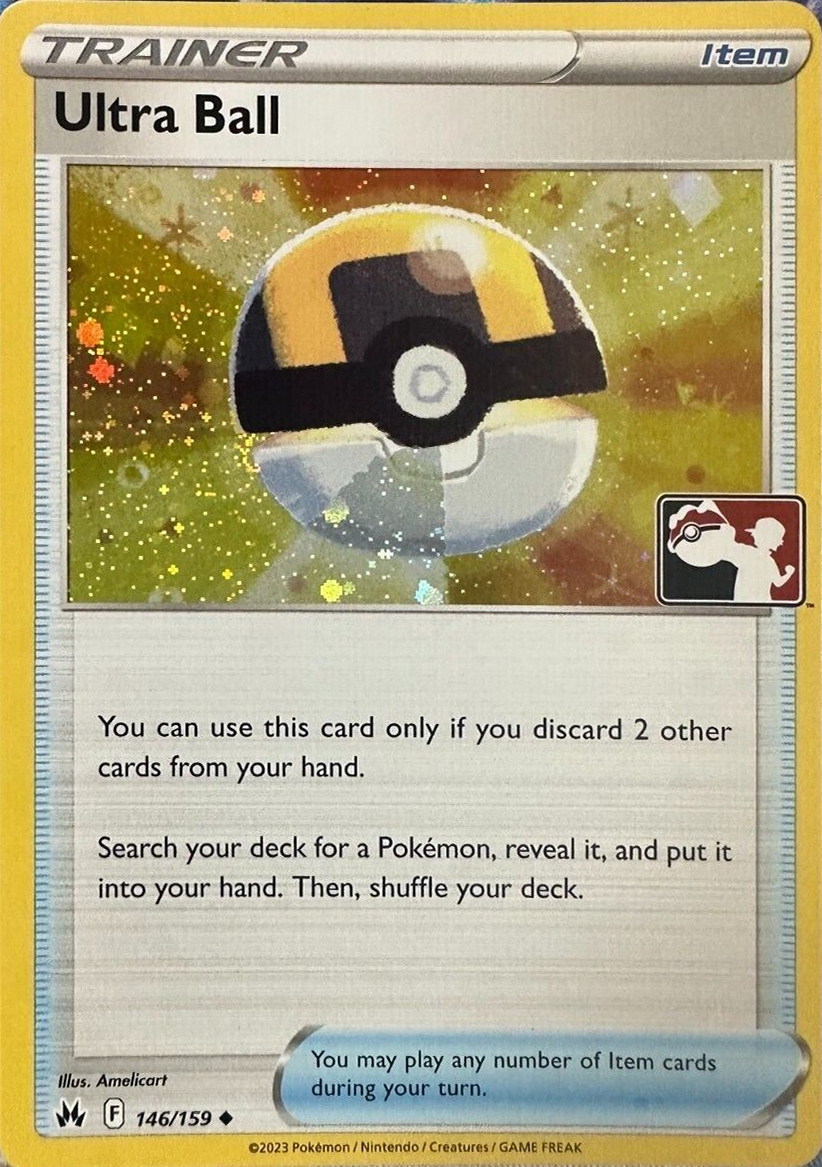 TRAINER
Item
Ultra Ball
™
You can use this card only if you discard 2 other
cards from your hand.
Search your deck for a Pokémon, reveal it, and put it
into your hand. Then, shuffle your deck.
You may play any number of Item cards
during your turn.
Illus. Amelicart
F 146/159 ◆
©2023 Pokémon / Nintendo / Creatures / GAME FREAK